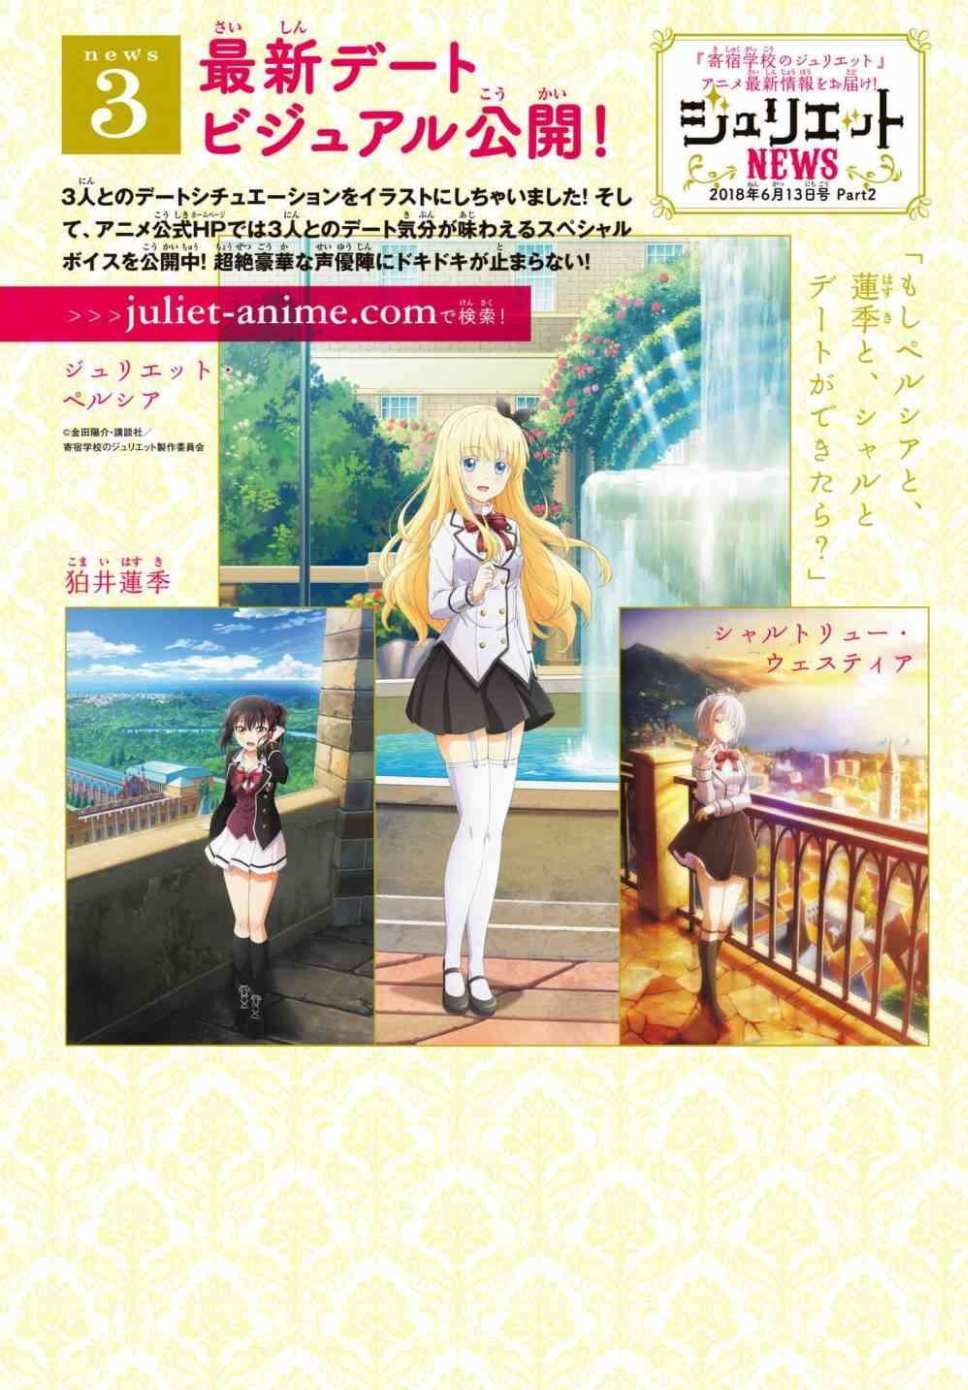 news
3
最新デート
ビジュアル公開!
『寄宿学校のジュリエット』
アニメ最新情報をお届け!
ジュリエット
NEWS
2018年6月13日号 Part2
3人とのデートシチュエーションをイラストにしちゃいました! そし
て、アニメ公式HPでは3人とのデート気分が味わえるスペシャル
ボイスを公開中! 超絶豪華な声優陣にドキドキが止まらない!
>>>juliet-anime.comで検索!
「もしペルシアと、
蓮季と、シャルと
デートができたら?」
ジュリエット・
ペルシア
©金田陽介・講談社/
寄宿学校のジュリエット製作委員会
狛井蓮季
シャルトリュー・
ウェスティア